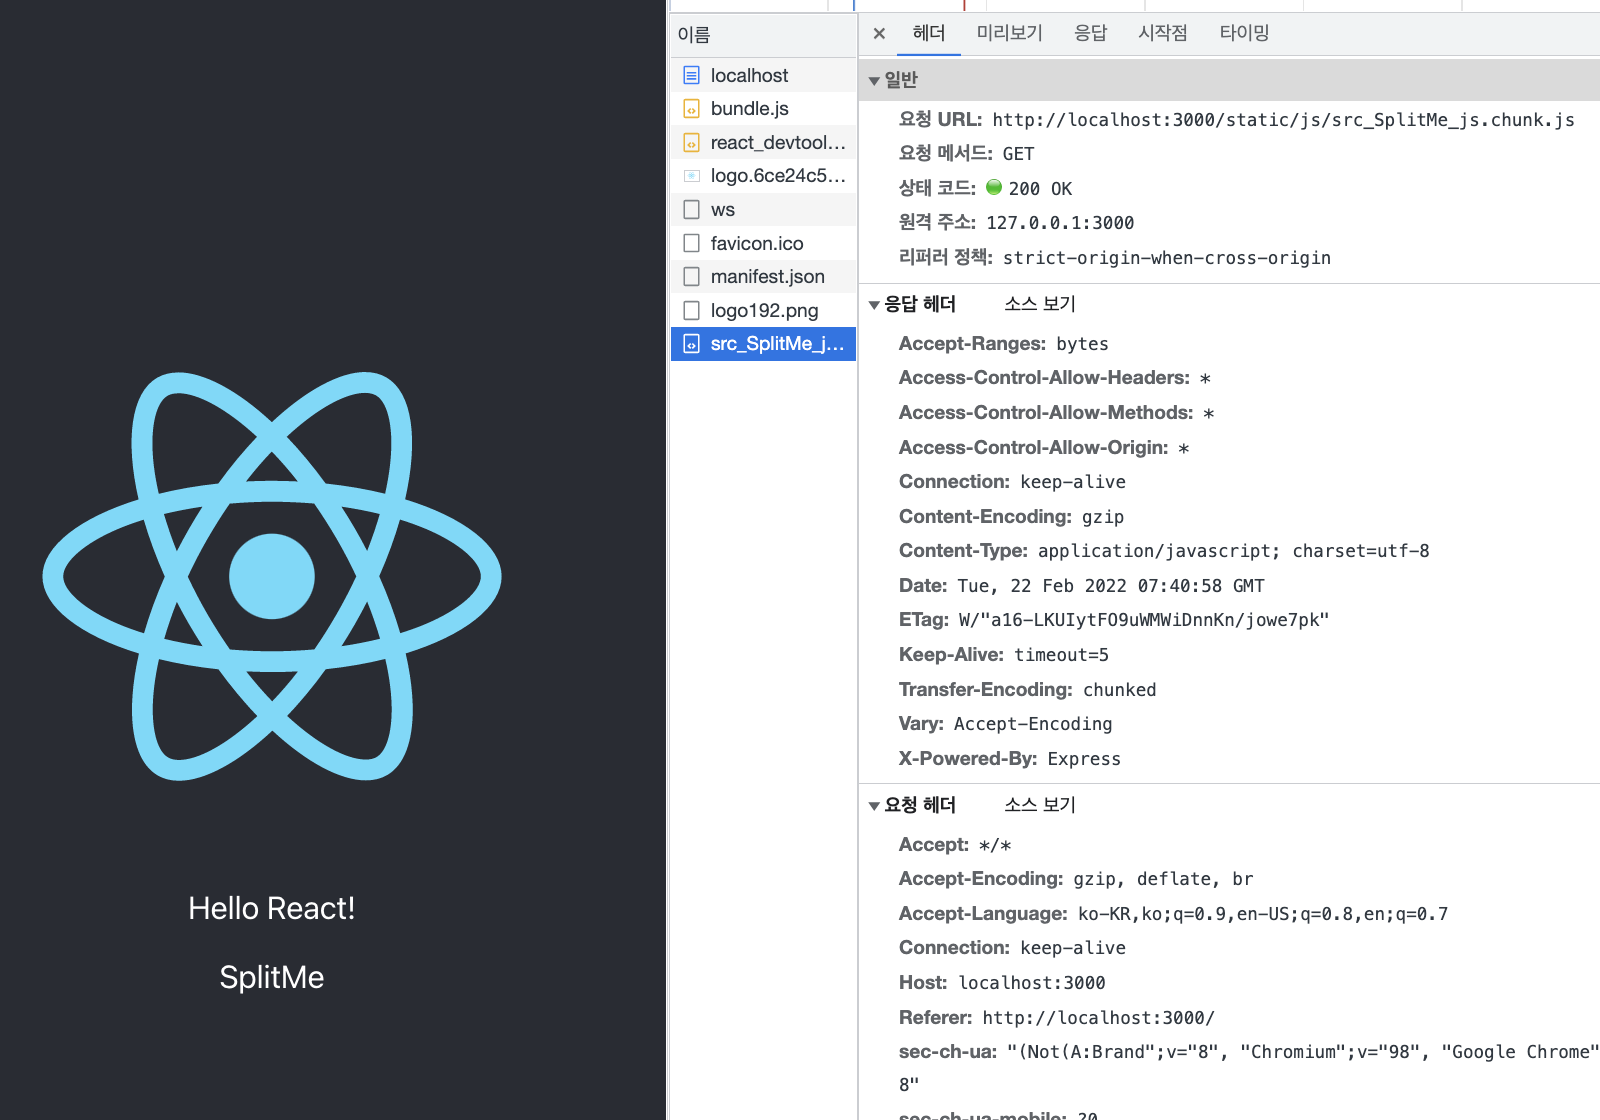 이름
localhost
bundle.js
react_devtool...
logo.6ce24c5...
ws
favicon.ico
manifest.json
logo192.png
src_SplitMe_j...
Hello React!
SplitMe
× 헤더 미리보기 응답 시작점 타이밍
▼ 일반
요청 URL: http://localhost:3000/static/js/src_SplitMe_js.chunk.js
요청 메서드: GET
상태 코드: 200 OK
원격 주소: 127.0.0.1:3000
리퍼러 정책: strict-origin-when-cross-origin
▼ 응답 헤더 소스 보기
Accept-Ranges: bytes
Access-Control-Allow-Headers: *
Access-Control-Allow-Methods: *
Access-Control-Allow-Origin: *
Connection: keep-alive
Content-Encoding: gzip
Content-Type: application/javascript; charset=utf-8
Date: Tue, 22 Feb 2022 07:40:58 GMT
ETag: W/"a16-LKUIytFO9uWMWiDnnKn/jowe7pk"
Keep-Alive: timeout=5
Transfer-Encoding: chunked
Vary: Accept-Encoding
X-Powered-By: Express
▼ 요청 헤더 소스 보기
Accept: */*
Accept-Encoding: gzip, deflate, br
Accept-Language: ko-KR,ko;q=0.9,en-US;q=0.8,en;q=0.7
Connection: keep-alive
Host: localhost:3000
Referer: http://localhost:3000/
sec-ch-ua: "(Not(A:Brand";v="8", "Chromium";v="98", "Google Chrome"
8"
sec-ch-ua-mobile: